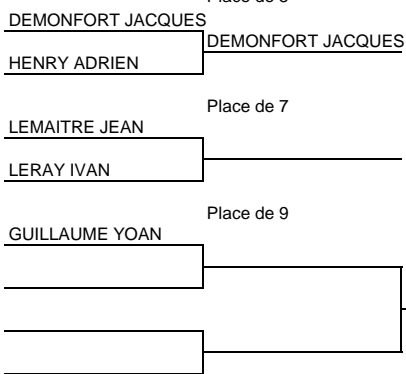 DEMONFORT JACQUES
DEMONFORT JACQUES
HENRY ADRIEN
Place de 7
LEMAITRE JEAN
LERAY IVAN
Place de 9
GUILLAUME YOAN